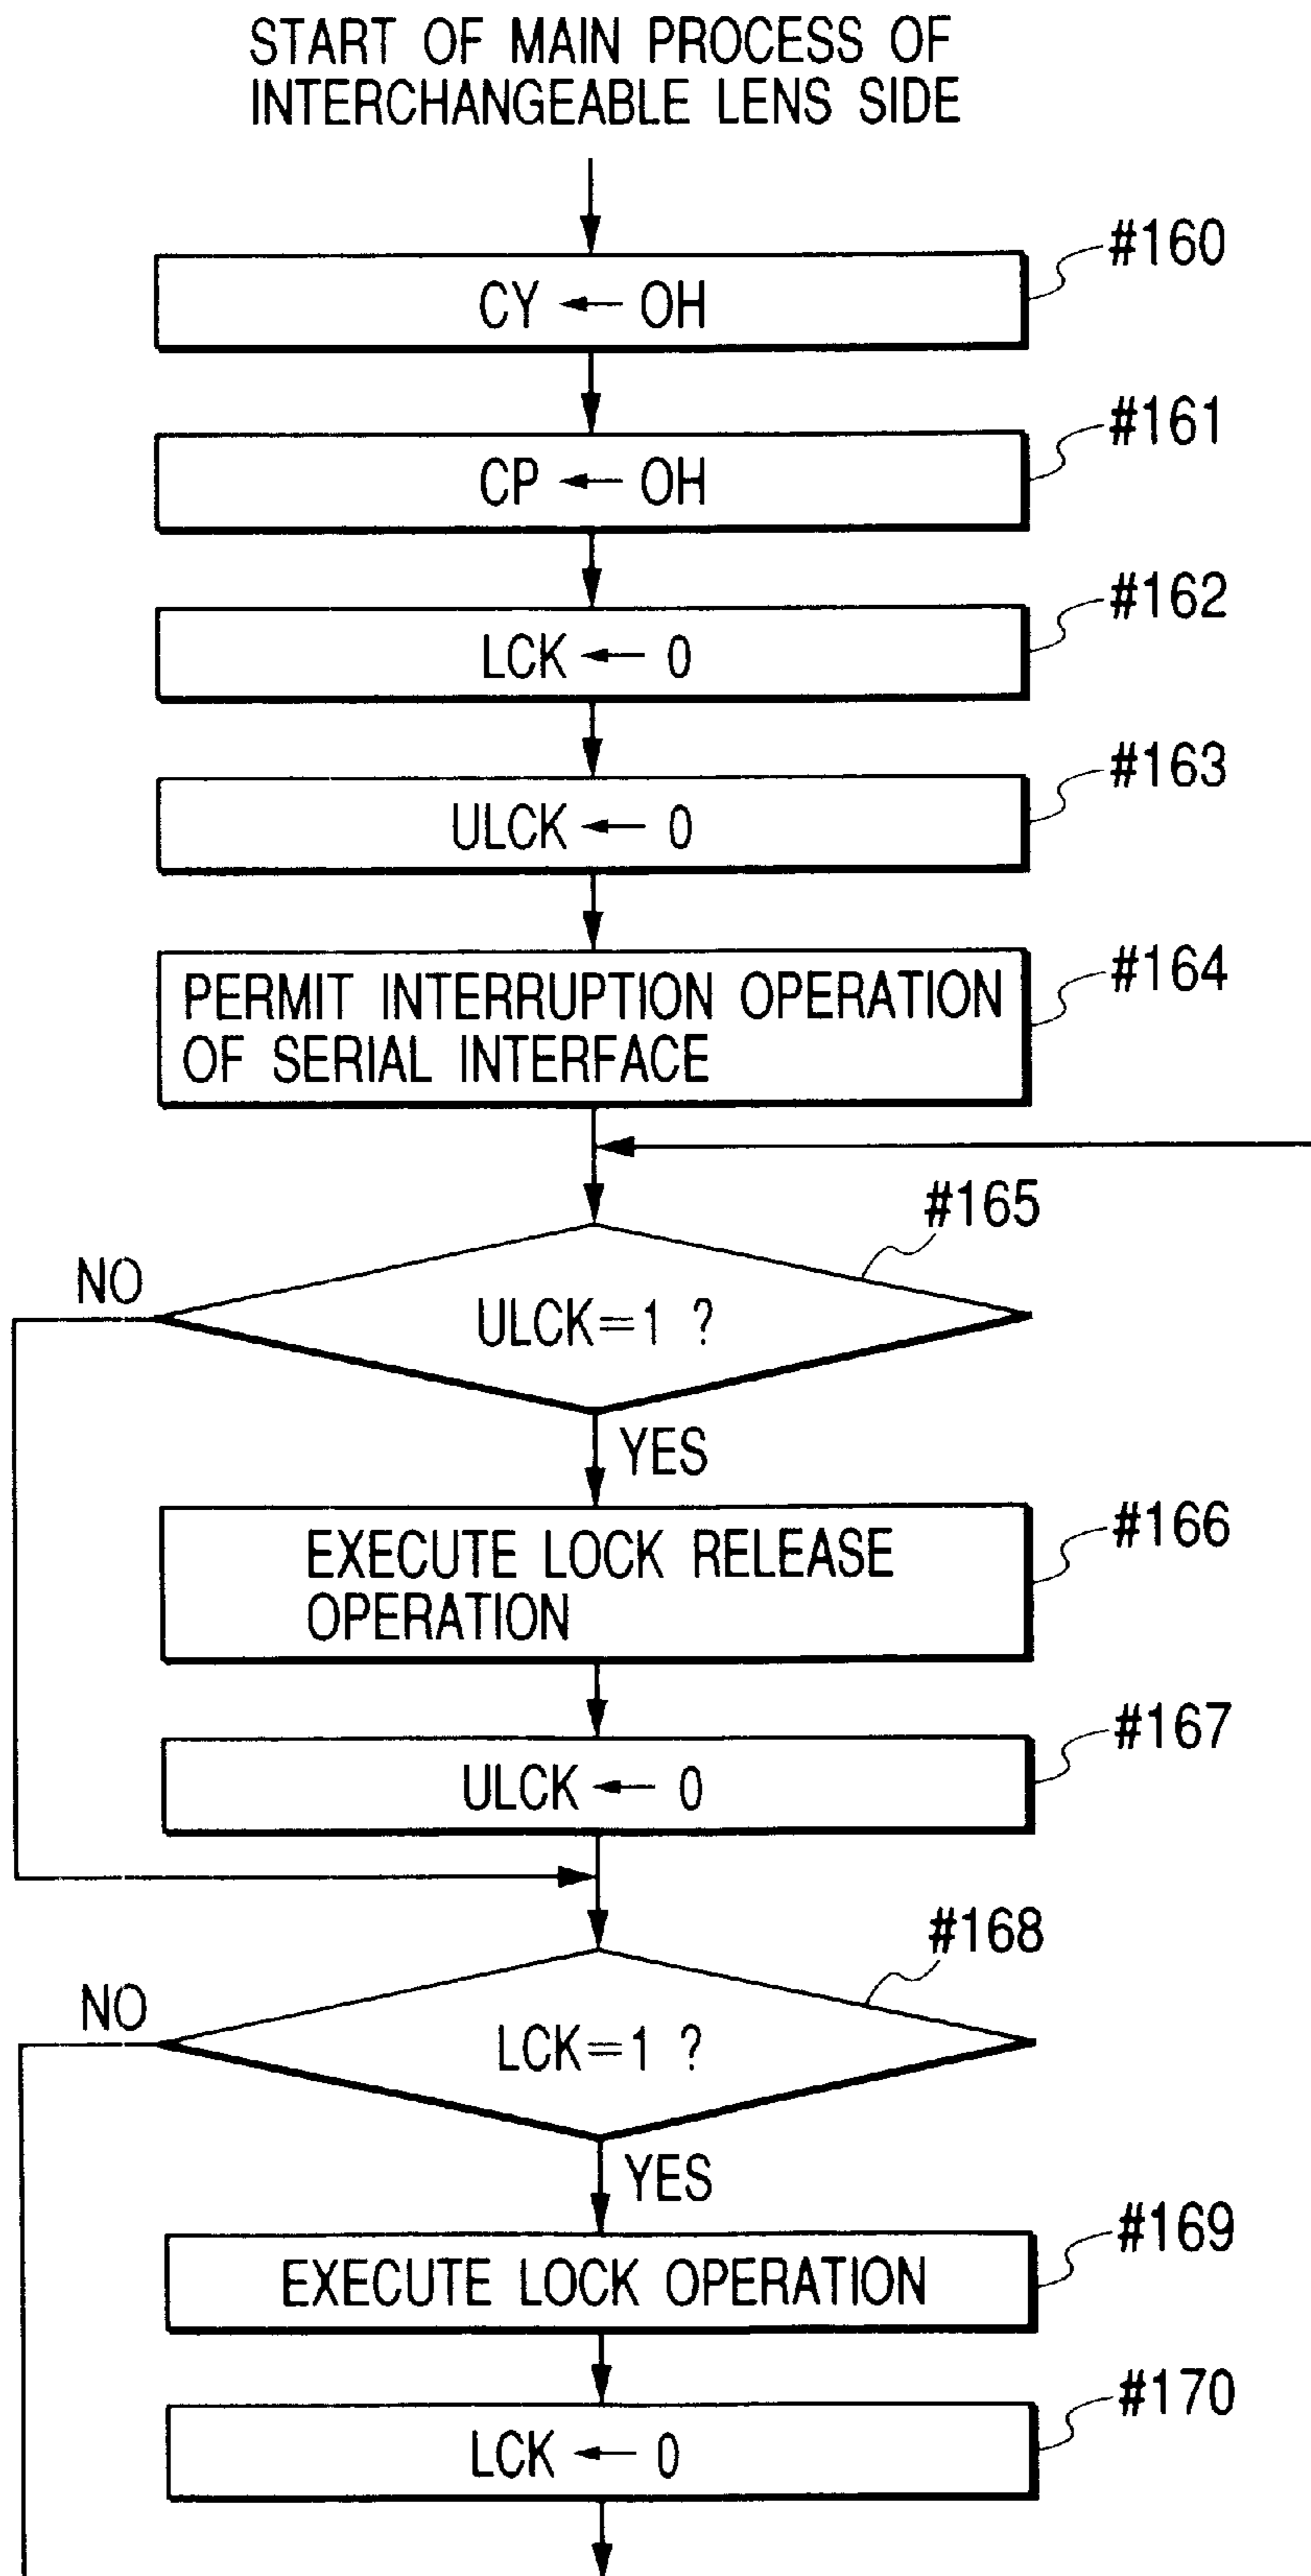 START OF MAIN PROCESS OF
INTERCHANGEABLE LENS SIDE
#160
CY ← OH
#161
CP ← OH
#162
LCK ← 0
#163
ULCK ← 0
#164
PERMIT INTERRUPTION OPERATION
OF SERIAL INTERFACE
#165
NO
ULCK=1 ?
YES
#166
EXECUTE LOCK RELEASE
OPERATION
#167
ULCK ← 0
#168
NO
LCK=1 ?
YES
#169
EXECUTE LOCK OPERATION
#170
LCK ← 0